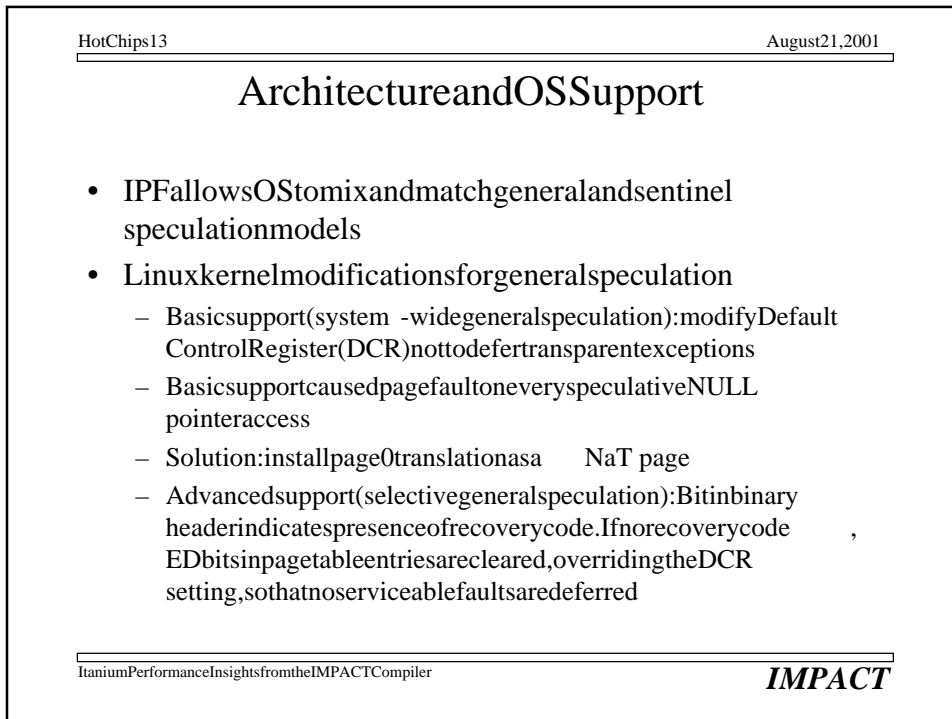 HotChips13 August21,2001
ArchitectureandOSSupport
• IPFallowsOStomixandmatchgeneralandsentinel
speculationmodels
• Linuxkernelmodificationsforgeneralspeculation
– Basicsupport(system -widegeneralspeculation):modifyDefault
ControlRegister(DCR)nottodefertransparentexceptions
– BasicsupportcausedpagefaultoneveryspeculativeNULL
pointeraccess
– Solution:installpage0translationasa NaT page
– Advancedsupport(selectivegeneralspeculation):Bitinbinary
headerindicatespresenceofrecoverycode.Ifnorecoverycode ,
EDbitsinpagetableentriesarecleared,overridingtheDCR
setting,sothatnoserviceablefaultsaredeferred
ItaniumPerformanceInsightsfromtheIMPACTCompiler IMPACT